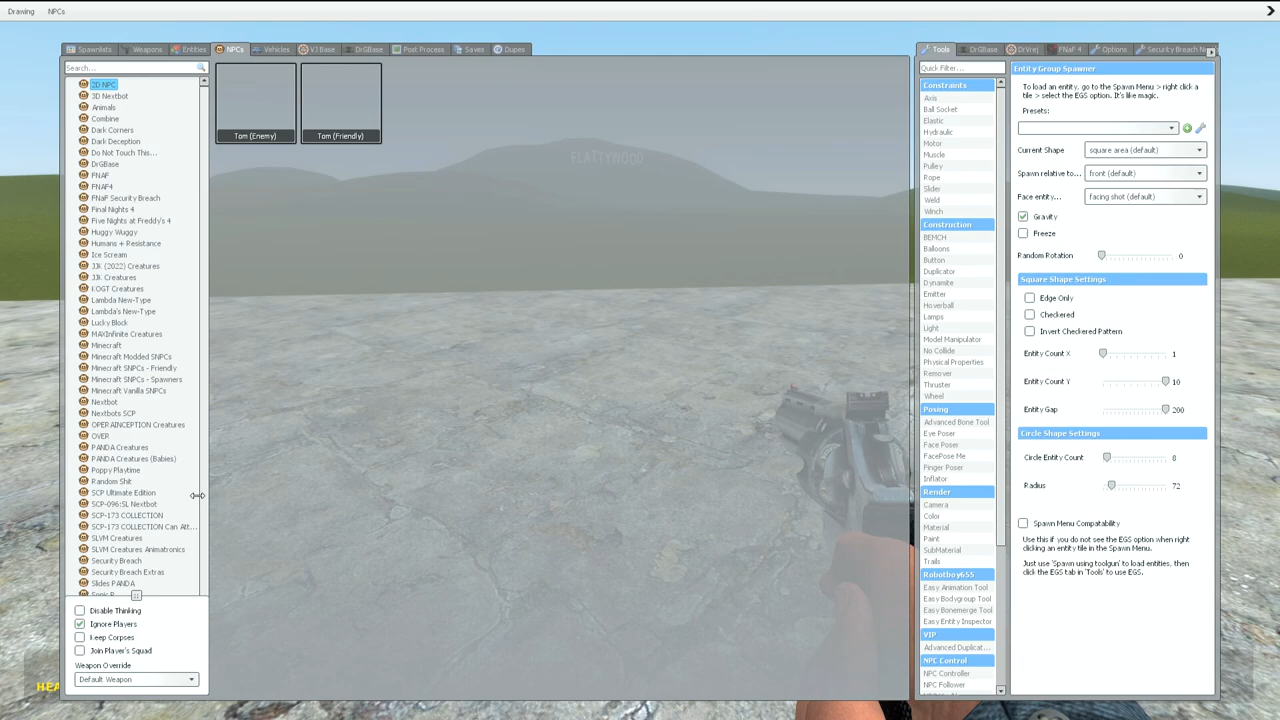 Drawing NPCs
Spawnlists Weapons Entities NPCs Vehicles VJ Base DrGBase Post Process Saves Dupes
Search...
2D NPC
3D Nextbot
Animals
Combine
Dark Corners
Dark Deception
Do Not Touch This...
DrGBase
FNAF
FNAF4
FNaF Security Breach
Final Nights 4
Five Nights at Freddy's 4
Huggy Wuggy
Humans + Resistance
Ice Scream
JJK (2022) Creatures
JJK Creatures
KOGT Creatures
Lambda New-Type
Lambda's New-Type
Lucky Block
MAXInfinite Creatures
Minecraft
Minecraft Modded SNPCs
Minecraft SNPCs - Friendly
Minecraft SNPCs - Spawners
Minecraft Vanilla SNPCs
Nextbot
Nextbots SCP
OPERAINCEPTION Creatures
OVER
PANDA Creatures
PANDA Creatures (Babies)
Poppy Playtime
Random Shit
SCP Ultimate Edition
SCP-096:SL Nextbot
SCP-173 COLLECTION
SCP-173 COLLECTION Can Att...
SLVM Creatures
SLVM Creatures Animatronics
Security Breach
Security Breach Extras
Slides PANDA
Disable Thinking
Ignore Players
Keep Corpses
Join Player's Squad
Weapon Override
Default Weapon
Tom (Enemy) Tom (Friendly)
FLATTYWOOD
HEA
Tools DrGBase DrVrej FNaF 4 Options Security Breach N
Quick Filter...
Constraints
Axis
Ball Socket
Elastic
Hydraulic
Motor
Muscle
Pulley
Rope
Slider
Weld
Winch
Construction
BEMCH
Balloons
Button
Duplicator
Dynamite
Emitter
Hoverball
Lamps
Light
Model Manipulator
No Collide
Physical Properties
Remover
Thruster
Wheel
Posing
Advanced Bone Tool
Eye Poser
Face Poser
FacePose Me
Finger Poser
Inflator
Render
Camera
Color
Material
Paint
SubMaterial
Trails
Robotboy655
Easy Animation Tool
Easy Bodygroup Tool
Easy Bonemerge Tool
Easy Entity Inspector
VIP
Advanced Duplicat...
NPC Control
NPC Controller
NPC Follower
Entity Group Spawner
To load an entity, go to the Spawn Menu > right click a
tile > select the EGS option. It's like magic.
Presets:
Current Shape square area (default)
Spawn relative to... front (default)
Face entity... facing shot (default)
Gravity
Freeze
Random Rotation 0
Square Shape Settings
Edge Only
Checkered
Invert Checkered Pattern
Entity Count X 1
Entity Count Y 10
Entity Gap 200
Circle Shape Settings
Circle Entity Count 8
Radius 72
Spawn Menu Compatability
Use this if you do not see the EGS option when right
clicking an entity tile in the Spawn Menu.
Just use 'Spawn using toolgun' to load entities, then
click the EGS tab in 'Tools' to use EGS.